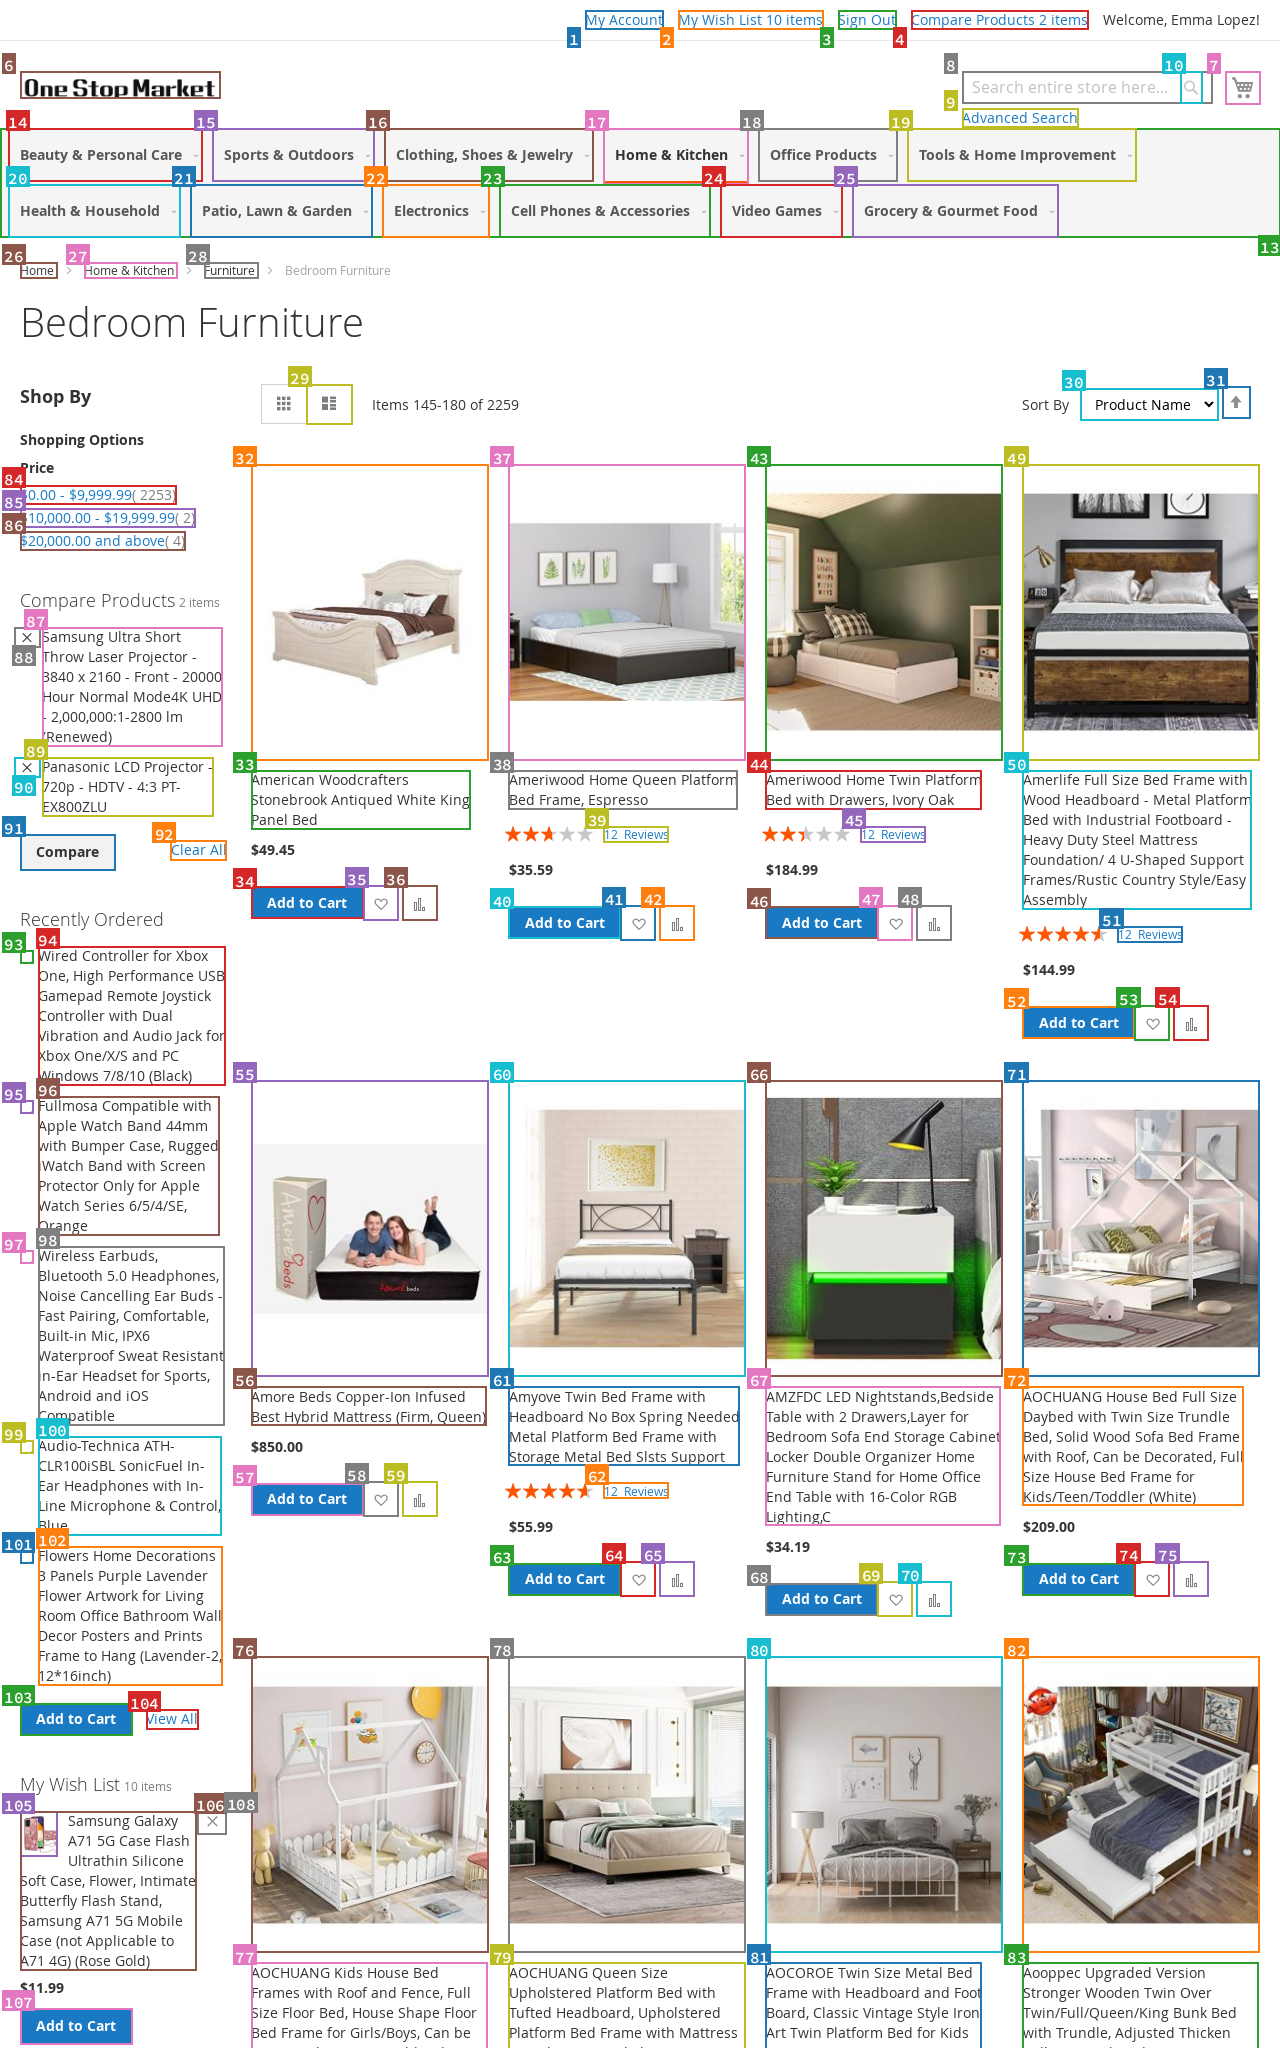 My Account My Wish List 10 items Sign Out Compare Products 2 items Welcome, Emma Lopez!
1 2 3 4
6 8 10 7
One Stop Market Search entire store here...
9 Advanced Search
14 15 16 17 18 19
Beauty & Personal Care Sports & Outdoors Clothing, Shoes & Jewelry Home & Kitchen Office Products Tools & Home Improvement
20 21 22 23 24 25
Health & Household Patio, Lawn & Garden Electronics Cell Phones & Accessories Video Games Grocery & Gourmet Food
13
26 27 28
Home Home & Kitchen Furniture Bedroom Furniture
Bedroom Furniture
29 30 31
Shop By
Items 145-180 of 2259 Sort By Product Name
Shopping Options
Price
84 0.00 - $9,999.99( 2253)
85 10,000.00 - $19,999.99( 2)
86 $20,000.00 and above( 4)
Compare Products 2 items
87
88
Samsung Ultra Short
Throw Laser Projector -
3840 x 2160 - Front - 20000
Hour Normal Mode4K UHD
- 2,000,000:1-2800 lm
(Renewed)
89
90
Panasonic LCD Projector -
720p - HDTV - 4:3 PT-
EX800ZLU
91 92
Compare Clear All
Recently Ordered
93 94
Wired Controller for Xbox
One, High Performance USB
Gamepad Remote Joystick
Controller with Dual
Vibration and Audio Jack for
Xbox One/X/S and PC
Windows 7/8/10 (Black)
95 96
Fullmosa Compatible with
Apple Watch Band 44mm
with Bumper Case, Rugged
iWatch Band with Screen
Protector Only for Apple
Watch Series 6/5/4/SE,
Orange
97 98
Wireless Earbuds,
Bluetooth 5.0 Headphones,
Noise Cancelling Ear Buds -
Fast Pairing, Comfortable,
Built-in Mic, IPX6
Waterproof Sweat Resistant
in-Ear Headset for Sports,
Android and iOS
Compatible
99 100
Audio-Technica ATH-
CLR100iSBL SonicFuel In-
Ear Headphones with In-
Line Microphone & Control,
Blue
101 102
Flowers Home Decorations
3 Panels Purple Lavender
Flower Artwork for Living
Room Office Bathroom Wall
Decor Posters and Prints
Frame to Hang (Lavender-2,
12*16inch)
103 104
Add to Cart View All
My Wish List 10 items
105 106 108
Samsung Galaxy
A71 5G Case Flash
Ultrathin Silicone
Soft Case, Flower, Intimate
Butterfly Flash Stand,
Samsung A71 5G Mobile
Case (not Applicable to
A71 4G) (Rose Gold)
$11.99
107
Add to Cart
32
33
American Woodcrafters
Stonebrook Antiqued White King
Panel Bed
$49.45
34 35 36
Add to Cart
37
38
Ameriwood Home Queen Platform
Bed Frame, Espresso
39 12 Reviews
$35.59
40 41 42
Add to Cart
43
44
Ameriwood Home Twin Platform
Bed with Drawers, Ivory Oak
45 12 Reviews
$184.99
46 47 48
Add to Cart
49
50
Amerlife Full Size Bed Frame with
Wood Headboard - Metal Platform
Bed with Industrial Footboard -
Heavy Duty Steel Mattress
Foundation/ 4 U-Shaped Support
Frames/Rustic Country Style/Easy
Assembly
51 12 Reviews
$144.99
52 53 54
Add to Cart
55
Amore
beds
56
Amore Beds Copper-Ion Infused
Best Hybrid Mattress (Firm, Queen)
$850.00
57 58 59
Add to Cart
60
61
Amyove Twin Bed Frame with
Headboard No Box Spring Needed
Metal Platform Bed Frame with
Storage Metal Bed Slsts Support
62 12 Reviews
$55.99
63 64 65
Add to Cart
66
67
AMZFDC LED Nightstands,Bedside
Table with 2 Drawers,Layer for
Bedroom Sofa End Storage Cabinet
Locker Double Organizer Home
Furniture Stand for Home Office
End Table with 16-Color RGB
Lighting,C
$34.19
68 69 70
Add to Cart
71
72
AOCHUANG House Bed Full Size
Daybed with Twin Size Trundle
Bed, Solid Wood Sofa Bed Frame
with Roof, Can be Decorated, Full
Size House Bed Frame for
Kids/Teen/Toddler (White)
$209.00
73 74 75
Add to Cart
76
77
AOCHUANG Kids House Bed
Frames with Roof and Fence, Full
Size Floor Bed, House Shape Floor
Bed Frame for Girls/Boys, Can be
78
79
AOCHUANG Queen Size
Upholstered Platform Bed with
Tufted Headboard, Upholstered
Platform Bed Frame with Mattress
80
81
AOCOROE Twin Size Metal Bed
Frame with Headboard and Foot
Board, Classic Vintage Style Iron
Art Twin Platform Bed for Kids
82
83
Aooppec Upgraded Version
Stronger Wooden Twin Over
Twin/Full/Queen/King Bunk Bed
with Trundle, Adjusted Thicken